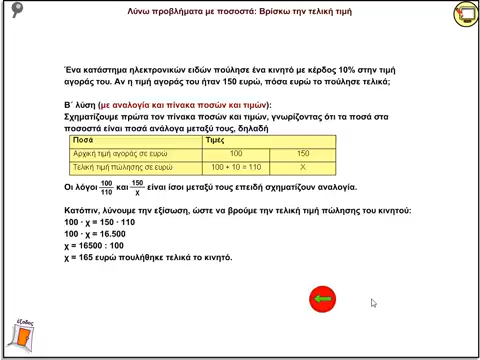 Λύνω προβλήματα με ποσοστά: Βρίσκω την τελική τιμή
Ένα κατάστημα ηλεκτρονικών ειδών πούλησε ένα κινητό με κέρδος 10% στην τιμή
αγοράς του. Αν η τιμή αγοράς του ήταν 150 ευρώ, πόσα ευρώ το πούλησε τελικά;
Β΄ λύση (με αναλογία και πίνακα ποσών και τιμών):
Σχηματίζουμε πρώτα τον πίνακα ποσών και τιμών, γνωρίζοντας ότι τα ποσά στα
ποσοστά είναι ποσά ανάλογα μεταξύ τους, δηλαδή
Ποσά Τιμες
Αρχική τιμή αγοράς σε ευρώ 100 150
Τελική τιμή πώλησης σε ευρώ 100 + 10 = 110 Χ
Οι λόγοι 100/110 και 150/χ είναι ίσοι μεταξύ τους επειδή σχηματίζουν αναλογία.
Κατόπιν, λύνουμε την εξίσωση, ώστε να βρούμε την τελική τιμή πώλησης του κινητού:
100 · χ = 150 · 110
100 · χ = 16.500
χ = 16500 : 100
χ = 165 ευρώ πουλήθηκε τελικά το κινητό.
έξοδος